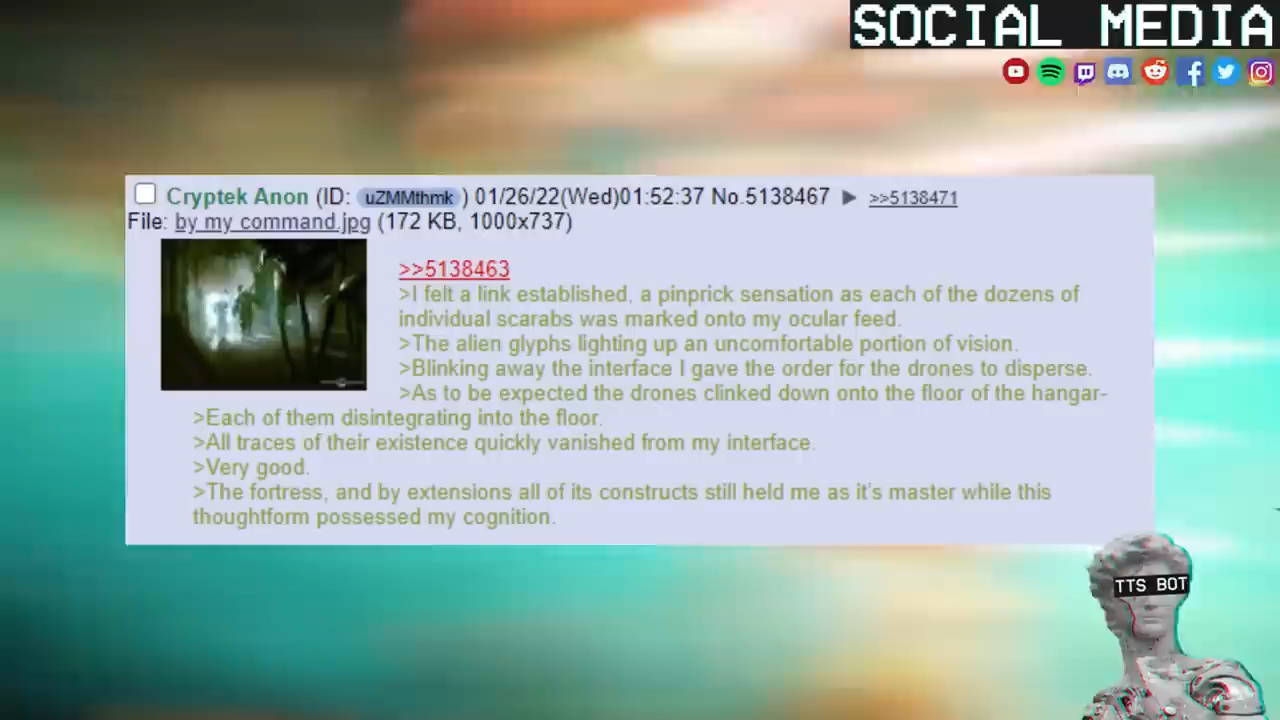 SOCIAL MEDIA
Cryptek Anon (ID: uZMMthmk ) 01/26/22(Wed)01:52:37 No.5138467 ▶ >>5138471
File: by my command.jpg (172 KB, 1000x737)
>>5138463
>I felt a link established, a pinprick sensation as each of the dozens of
individual scarabs was marked onto my ocular feed.
>The alien glyphs lighting up an uncomfortable portion of vision.
>Blinking away the interface I gave the order for the drones to disperse.
>As to be expected the drones clinked down onto the floor of the hangar-
>Each of them disintegrating into the floor.
>All traces of their existence quickly vanished from my interface.
>Very good.
>The fortress, and by extensions all of its constructs still held me as it's master while this
thoughtform possessed my cognition.
TTS BOT